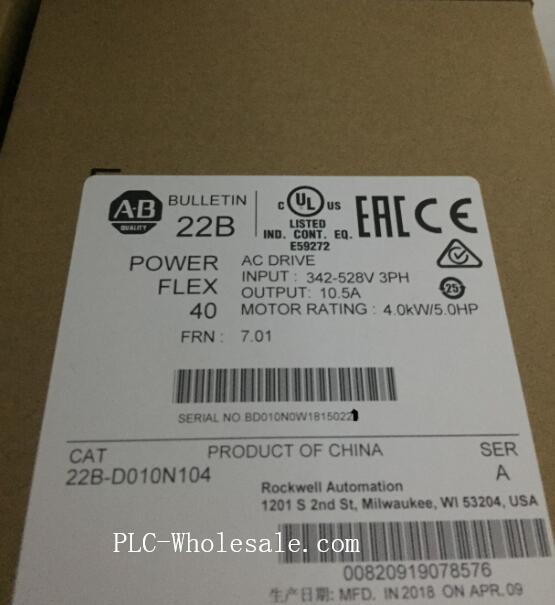 A-B
QUALITY
BULLETIN
22B
C UL US
LISTED
IND. CONT. EQ.
E59272
EAC CE
25
POWER
FLEX
40
AC DRIVE
INPUT : 342-528V 3PH
OUTPUT: 10.5A
MOTOR RATING : 4.0kW/5.0HP
FRN : 7.01
SERIAL NO.BD010N0W1815022
CAT
22B-D010N104
PRODUCT OF CHINA
SER
A
Rockwell Automation
1201 S 2nd St, Milwaukee, WI 53204, USA
PLC-Wholesale.com
00820919078576
生产日期: MFD. IN 2018 ON APR.09